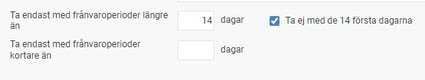 Ta endast med frånvaroperioder längre
än
14 dagar
Ta ej med de 14 första dagarna
Ta endast med frånvaroperioder
kortare än
dagar